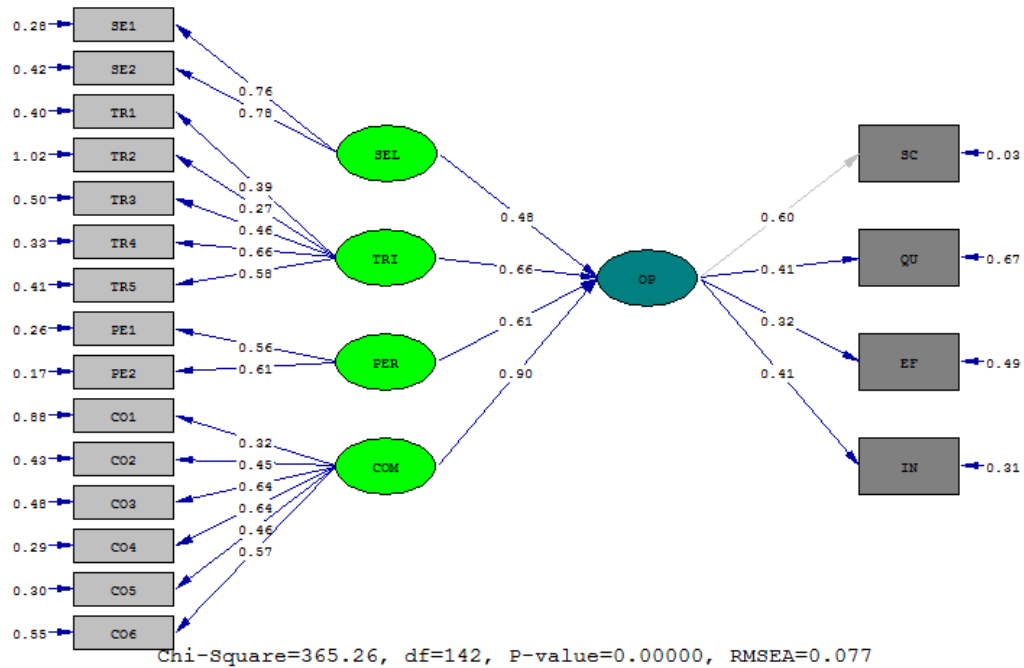 0.28 SE1
0.42 SE2
0.40 TR1
1.02 TR2
0.50 TR3
0.33 TR4
0.41 TR5
0.26 PE1
0.17 PE2
0.88 CO1
0.43 CO2
0.48 CO3
0.29 CO4
0.30 CO5
0.55 CO6
0.76
0.78
0.39
0.27
0.46
0.66
0.58
0.56
0.61
0.32
0.45
0.64
0.64
0.46
0.57
SEL
TRI
PER
COM
0.48
0.66
0.61
0.90
OP
0.60
0.41
0.32
0.41
SC 0.03
QU 0.67
EF 0.49
IN 0.31
Chi-Square=365.26, df=142, P-value=0.00000, RMSEA=0.077